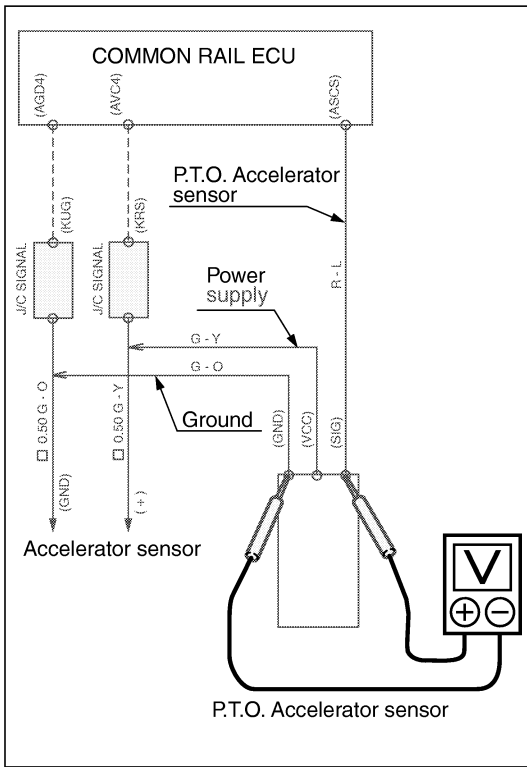 COMMON RAIL ECU
(AGD4)
(AVC4)
(ASCS)
P.T.O. Accelerator
sensor
(KUG)
(KRS)
J/C SIGNAL
J/C SIGNAL
R - L
Power
supply
G - Y
G - O
Ground
0.50 G - O
0.50 G - Y
(GND)
(VCC)
(SIG)
(GND)
(+)
Accelerator sensor
V
+ −
P.T.O. Accelerator sensor